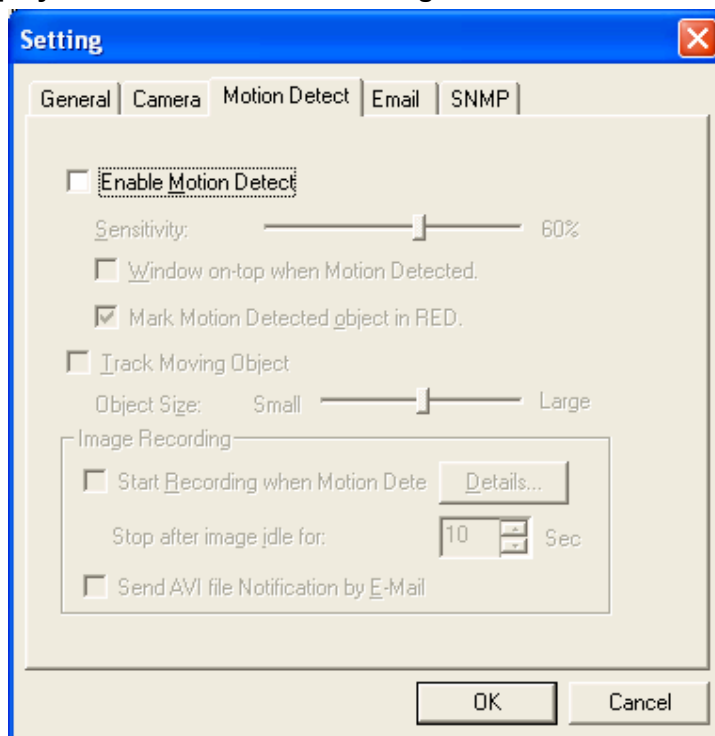 Setting
General Camera Motion Detect Email SNMP
Enable Motion Detect
Sensitivity: 60%
Window on-top when Motion Detected.
Mark Motion Detected object in RED.
Track Moving Object
Object Size: Small Large
Image Recording
Start Recording when Motion Dete Details...
Stop after image idle for: 10 Sec
Send AVI file Notification by E-Mail
OK Cancel